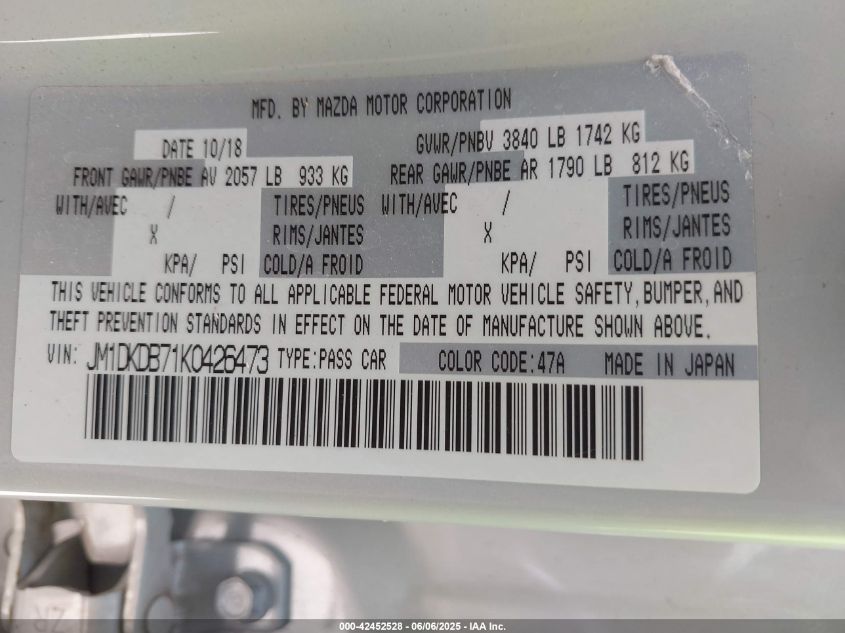 MFD. BY MAZDA MOTOR CORPORATION
DATE 10/18 GVWR/PNBV 3840 LB 1742 KG
FRONT GAWR/PNBE AV 2057 LB 933 KG REAR GAWR/PNBE AR 1790 LB 812 KG
WITH/AVEC / TIRES/PNEUS WITH/AVEC / TIRES/PNEUS
X RIMS/JANTES X RIMS/JANTES
KPA/ PSI COLD/A FROID KPA/ PSI COLD/A FROID
THIS VEHICLE CONFORMS TO ALL APPLICABLE FEDERAL MOTOR VEHICLE SAFETY, BUMPER, AND
THEFT PREVENTION STANDARDS IN EFFECT ON THE DATE OF MANUFACTURE SHOWN ABOVE.
VIN: JM1DKDB71K0426473 TYPE:PASS CAR COLOR CODE:47A MADE IN JAPAN
ZR
000-42452528 - 06/06/2025 - IAA Inc.